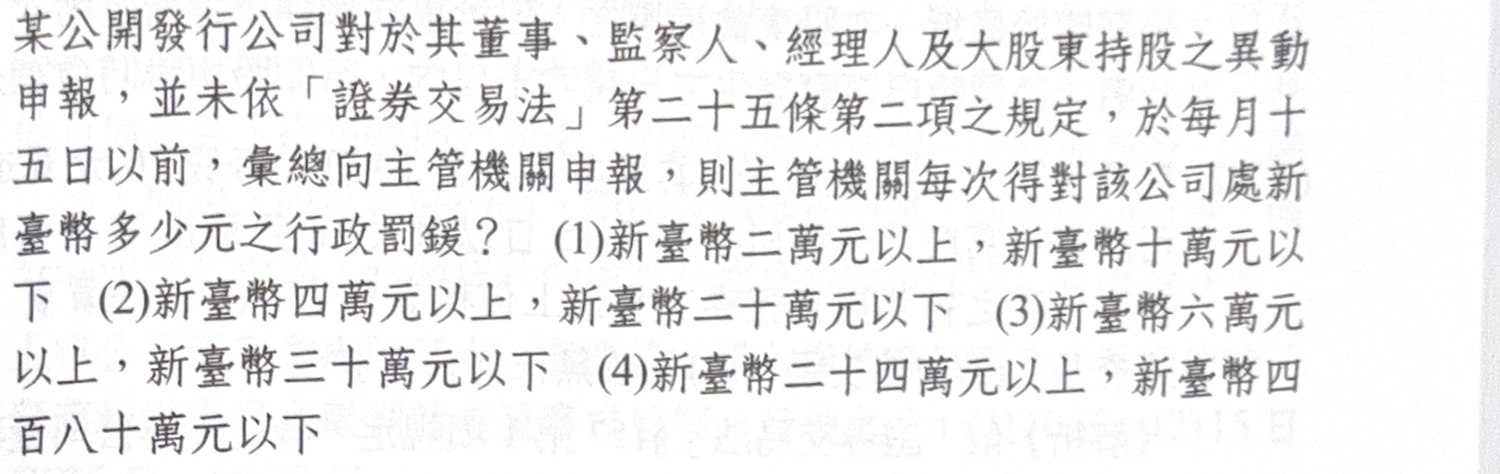 某公開發行公司對於其董事、監察人、經理人及大股東持股之異動
申報，並未依「證券交易法」第二十五條第二項之規定，於每月十
五日以前，彙總向主管機關申報，則主管機關每次得對該公司處新
臺幣多少元之行政罰鍰？ (1)新臺幣二萬元以上，新臺幣十萬元以
下 (2)新臺幣四萬元以上，新臺幣二十萬元以下 (3)新臺幣六萬元
以上，新臺幣三十萬元以下 (4)新臺幣二十四萬元以上，新臺幣四
百八十萬元以下